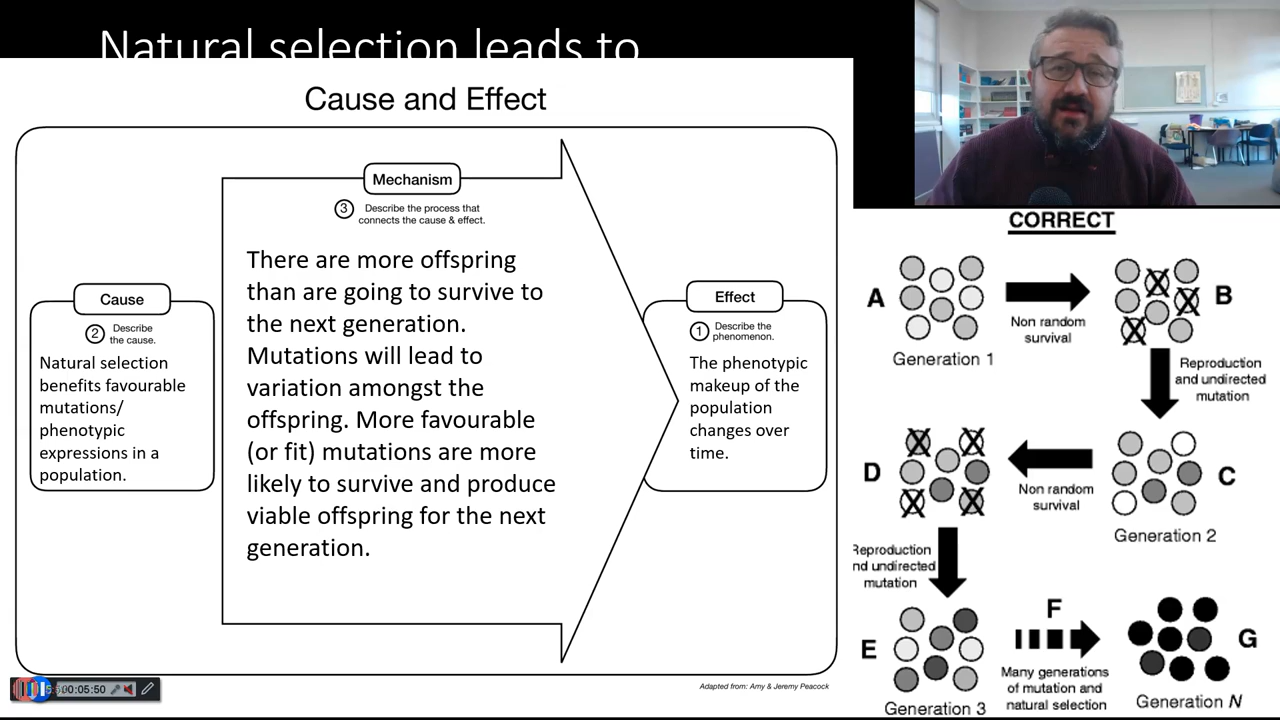 Natural selection leads to
Cause and Effect
Mechanism
3
Describe the process that
connects the cause & effect.
There are more offspring
than are going to survive to
the next generation.
Mutations will lead to
variation amongst the
offspring. More favourable
(or fit) mutations are more
likely to survive and produce
viable offspring for the next
generation.
Cause
2
Describe
the cause.
Natural selection
benefits favourable
mutations/
phenotypic
expressions in a
population.
Effect
1
Describe the
phenomenon.
The phenotypic
makeup of the
population
changes over
time.
Adapted from: Amy & Jeremy Peacock
00:05:50
CORRECT
A
Generation 1
Non random
survival
B
Reproduction
and undirected
mutation
C
Generation 2
Non random
survival
D
Reproduction
nd undirected
mutation
E
Generation 3
F
Many generations
of mutation and
natural selection
G
Generation N